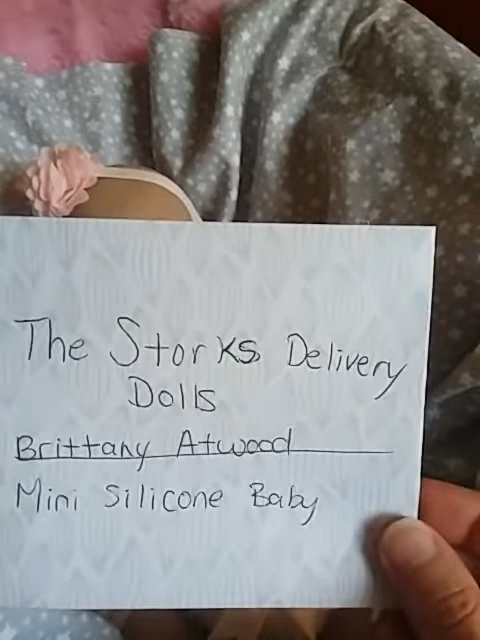 The Storks Delivery
Dolls
Brittany Atwood
Mini Silicone Baby